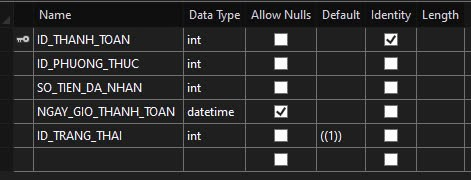 Name Data Type Allow Nulls Default Identity Length
ID_THANH_TOAN int
ID_PHUONG_THUC int
SO_TIEN_DA_NHAN int
NGAY_GIO_THANH_TOAN datetime
ID_TRANG_THAI int ((1))